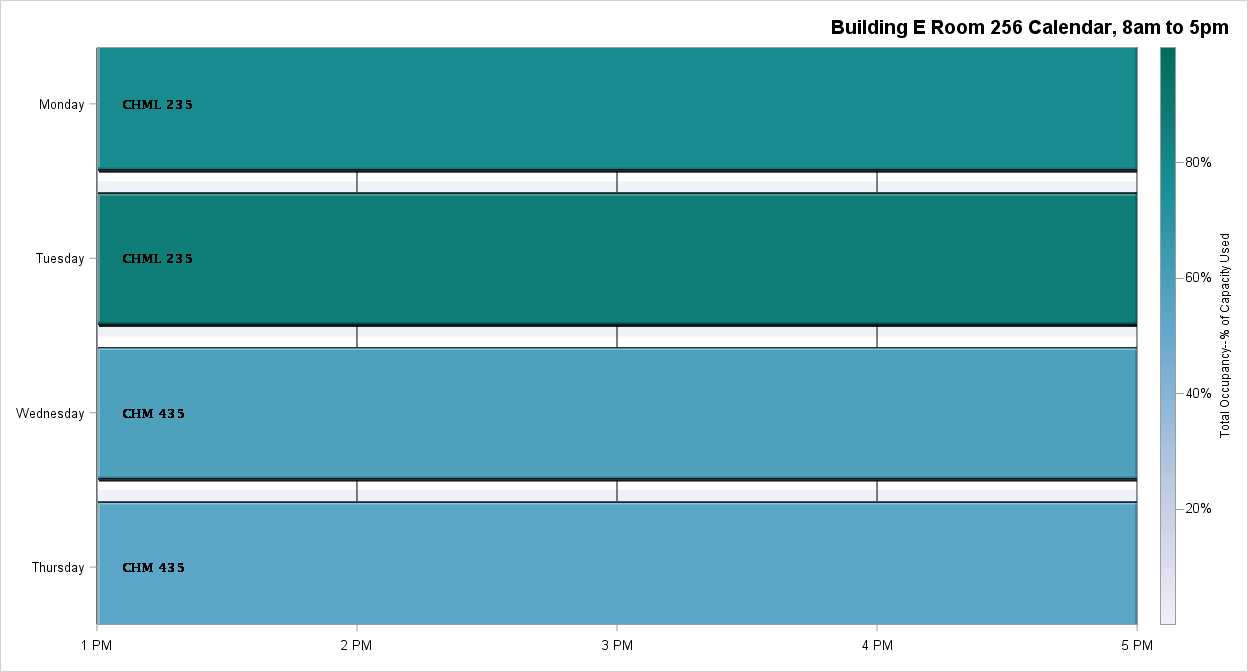 Building E Room 256 Calendar, 8am to 5pm
Monday
CHML 235
Tuesday
CHML 235
Wednesday
CHM 435
Thursday
CHM 435
1 PM
2 PM
3 PM
4 PM
5 PM
80%
60%
40%
20%
Total Occupancy--% of Capacity Used